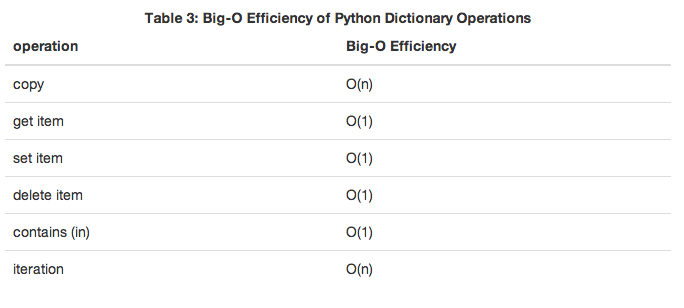 Table 3: Big-O Efficiency of Python Dictionary Operations
operation Big-O Efficiency
copy O(n)
get item O(1)
set item O(1)
delete item O(1)
contains (in) O(1)
iteration O(n)